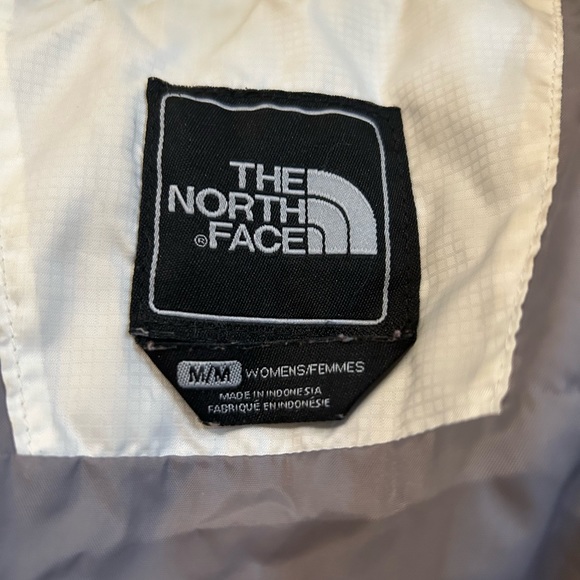 THE
NORTH
® FACE
M/M WOMENS/FEMMES
MADE IN INDONESIA
FABRIQUÉ EN INDONÉSIE